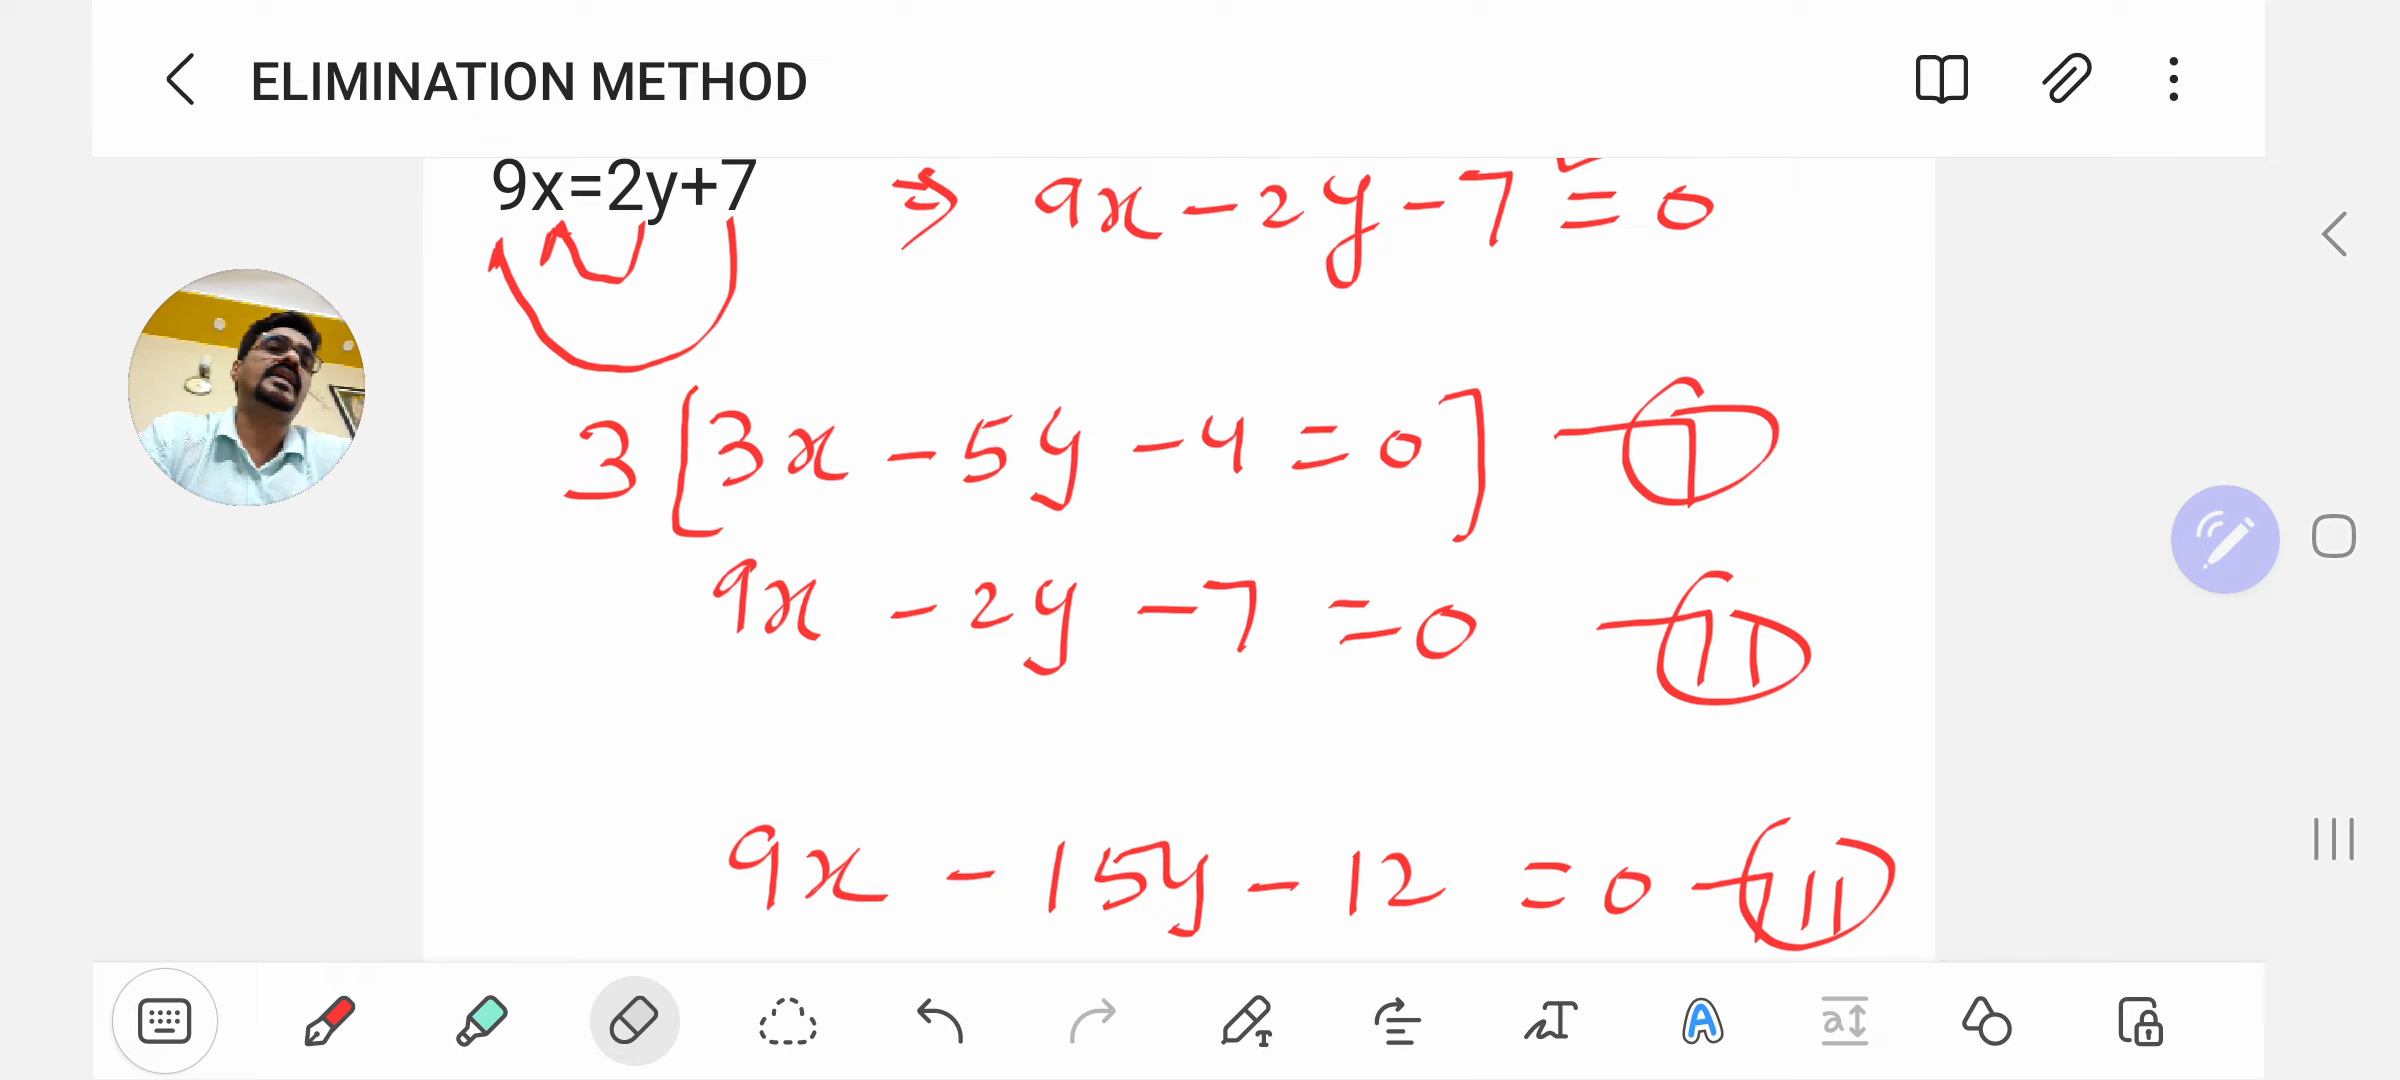 ELIMINATION METHOD
9x=2y+7 ⇒ 9x-2y-7=0
3[3x-5y-4=0] - I
9x-2y-7=0 - II
9x-15y-12=0 - III